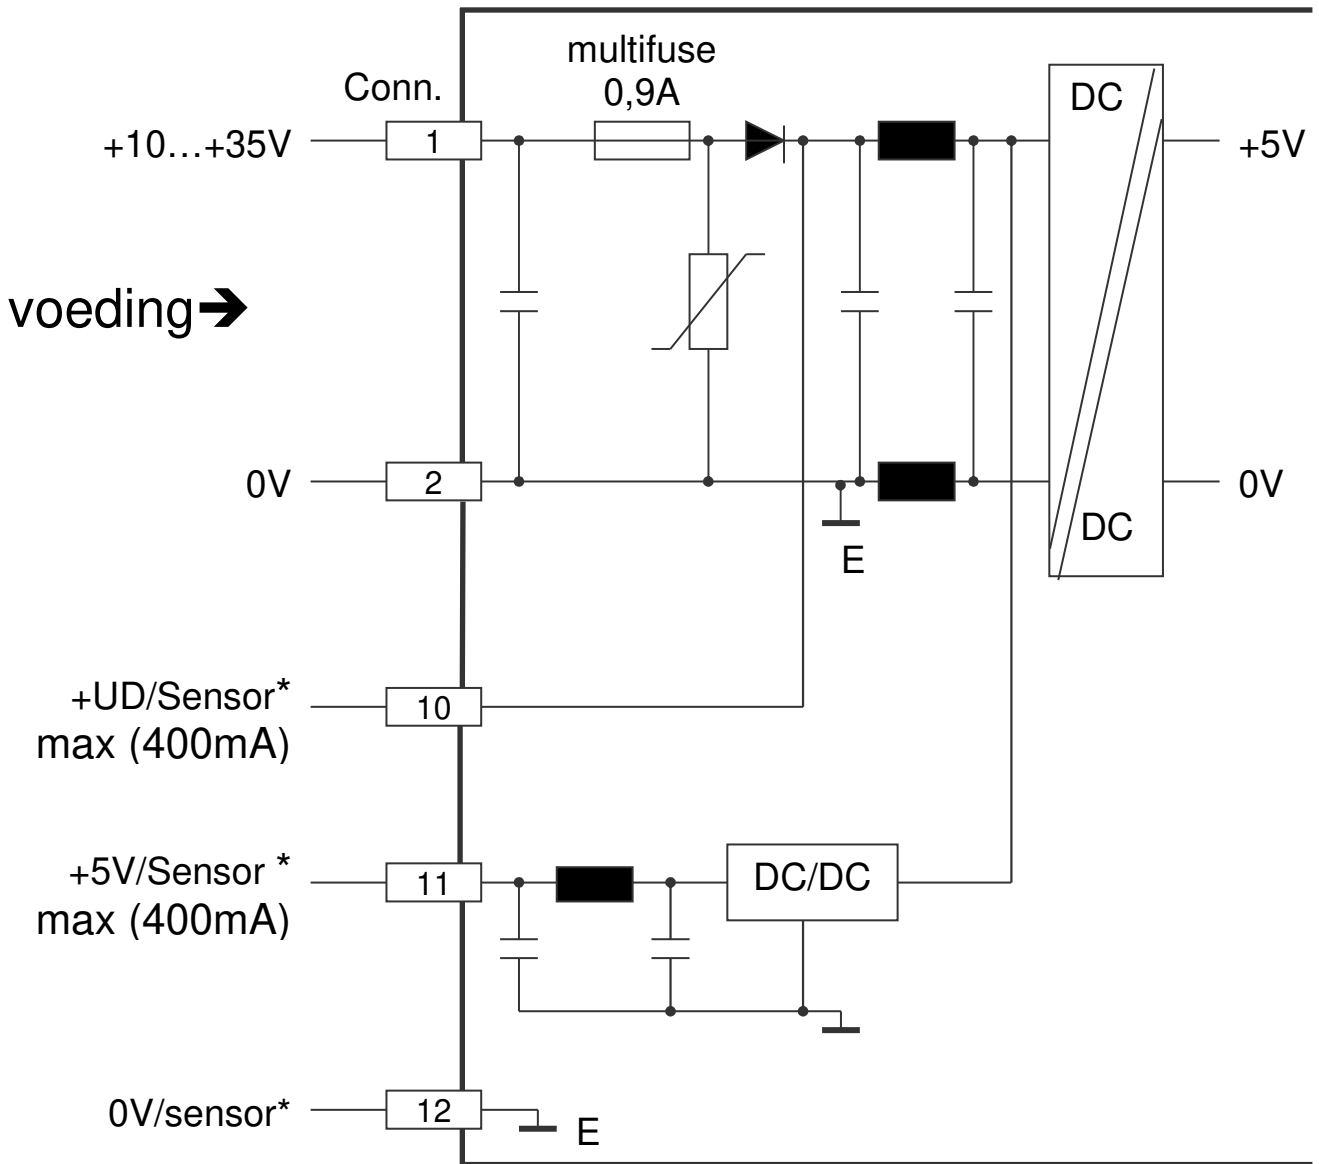 multifuse
0,9A
Conn.
DC
+10...+35V
1
+5V
voeding➔
0V
2
0V
DC
E
+UD/Sensor*
10
max (400mA)
+5V/Sensor *
11
DC/DC
max (400mA)
0V/sensor*
12
E